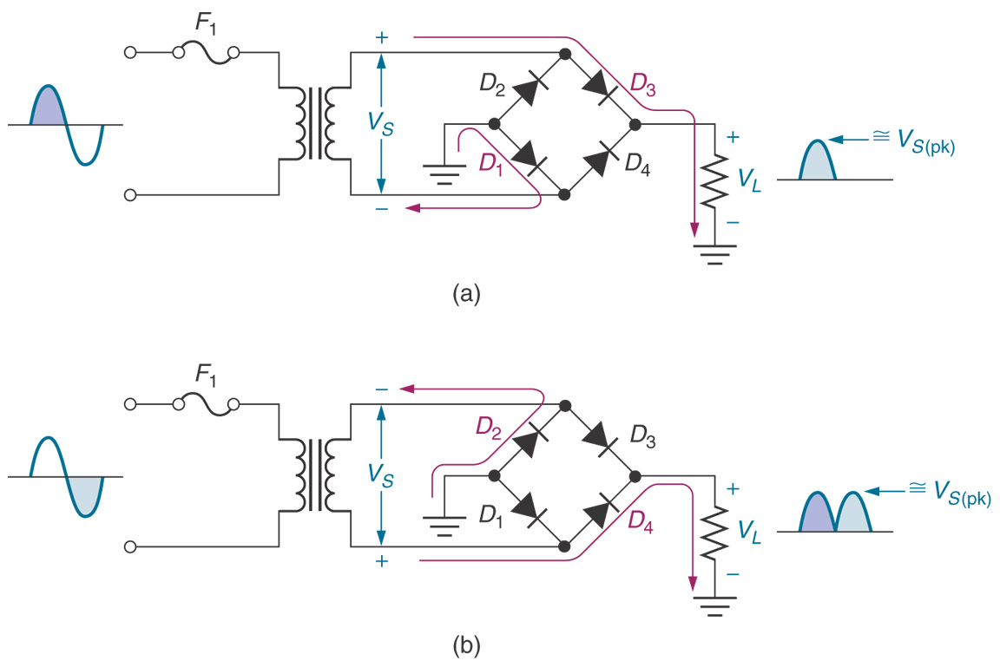 F1
+
D2
D3
VS
+
≅ VS(pk)
D1
D4
VL
−
−
(a)
F1
−
D2
D3
VS
+
≅ VS(pk)
D1
D4
VL
+
−
(b)